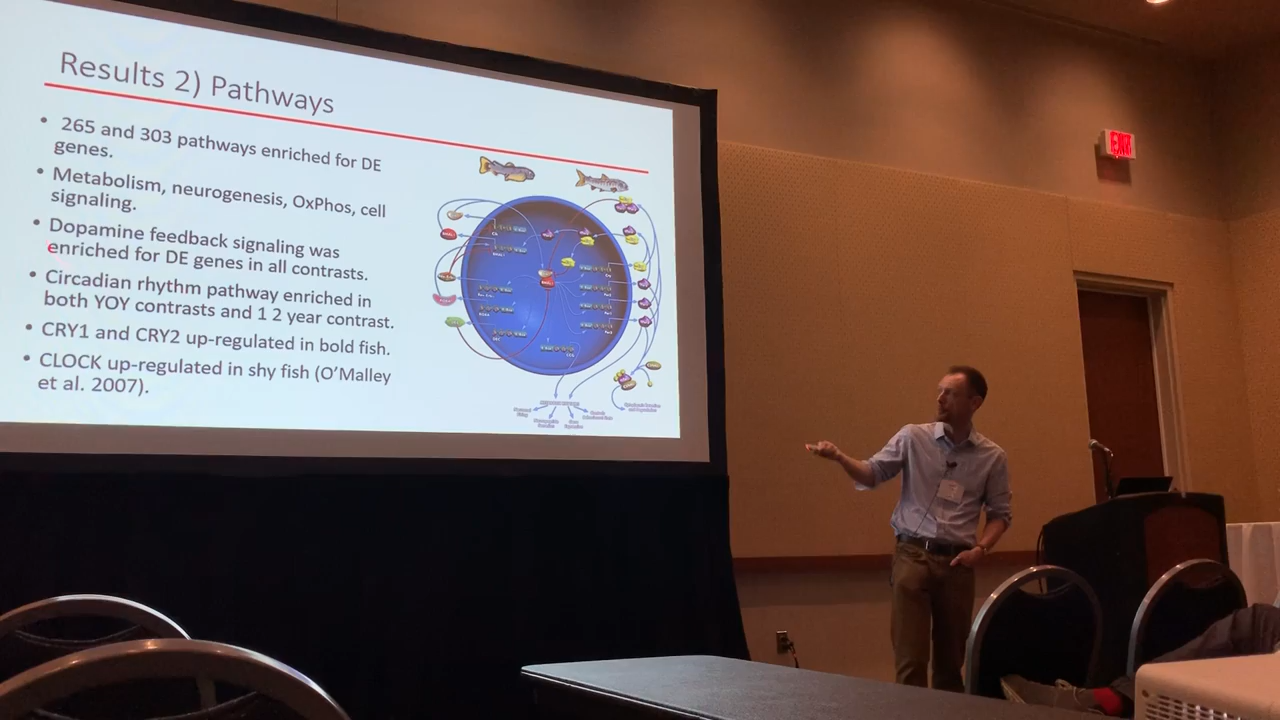 Results 2) Pathways
• 265 and 303 pathways enriched for DE
genes.
• Metabolism, neurogenesis, OxPhos, cell
signaling.
• Dopamine feedback signaling was
enriched for DE genes in all contrasts.
• Circadian rhythm pathway enriched in
both YOY contrasts and 1 2 year contrast.
• CRY1 and CRY2 up-regulated in bold fish.
• CLOCK up-regulated in shy fish (O’Malley
et al. 2007).
EXIT